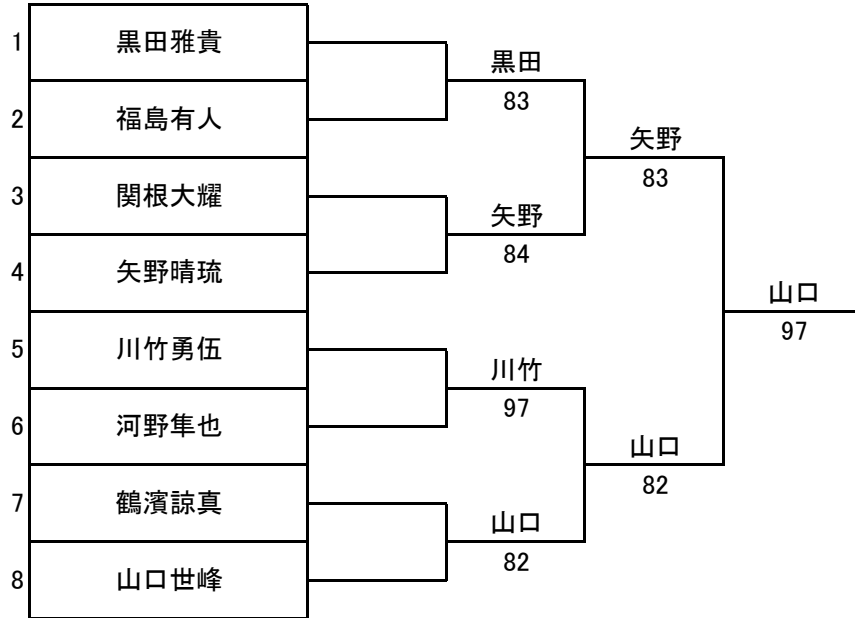 1 黒田雅貴
2 福島有人
3 関根大耀
4 矢野晴琉
5 川竹勇伍
6 河野隼也
7 鶴濱諒真
8 山口世峰
黒田
83
矢野
84
川竹
97
山口
82
矢野
83
山口
82
山口
97